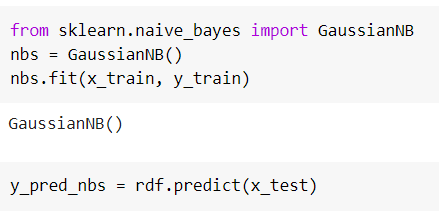 from sklearn.naive_bayes import GaussianNB
nbs = GaussianNB()
nbs.fit(x_train, y_train)
GaussianNB()
y_pred_nbs = rdf.predict(x_test)